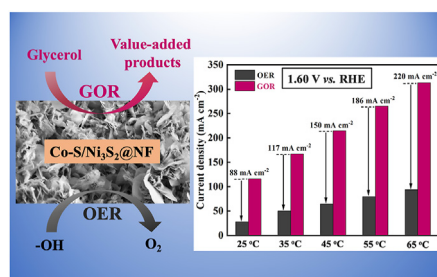 Glycerol
Value-added
products
GOR
Co-S/Ni₃S₂@NF
OER
-OH
O₂
Current density (mA cm⁻²)
350
300
250
200
150
100
50
0
OER
GOR
1.60 V vs. RHE
88 mA cm⁻²
117 mA cm⁻²
150 mA cm⁻²
186 mA cm⁻²
220 mA cm⁻²
25 °C
35 °C
45 °C
55 °C
65 °C